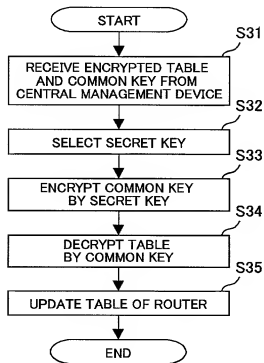 START
S31
RECEIVE ENCRYPTED TABLE
AND COMMON KEY FROM
CENTRAL MANAGEMENT DEVICE
S32
SELECT SECRET KEY
S33
ENCRYPT COMMON KEY
BY SECRET KEY
S34
DECRYPT TABLE
BY COMMON KEY
S35
UPDATE TABLE OF ROUTER
END